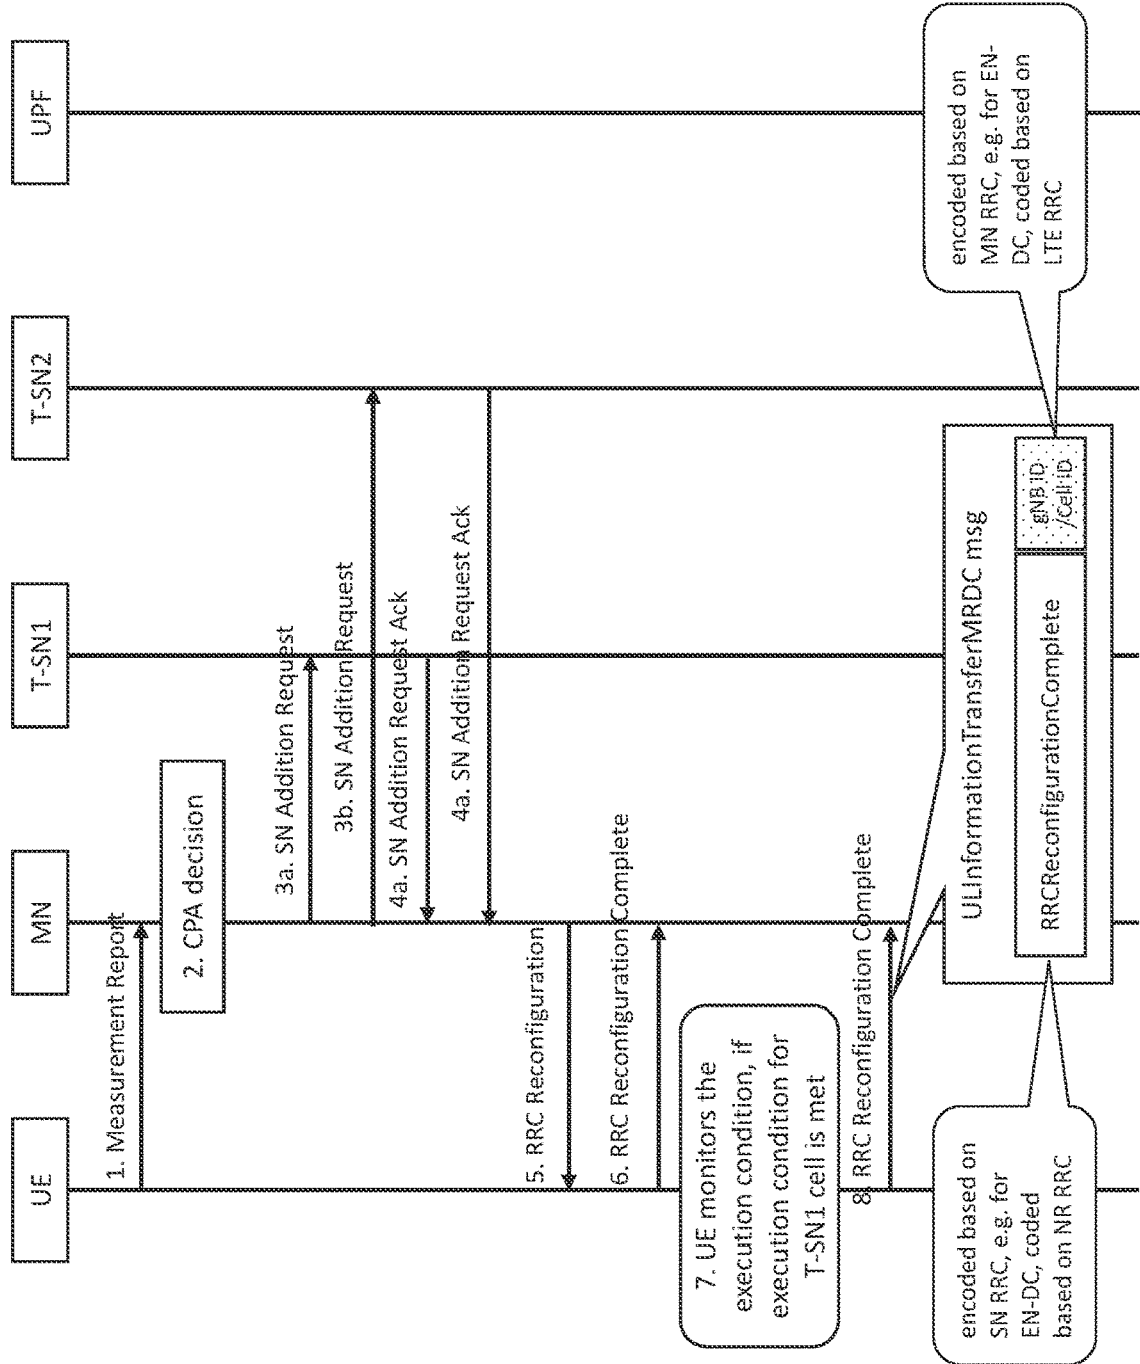 UE
MN
T-SN1
T-SN2
UPF
1. Measurement Report
2. CPA decision
3a. SN Addition Request
3b. SN Addition Request
4a. SN Addition Request Ack
4a. SN Addition Request Ack
5. RRC Reconfiguration
6. RRC Reconfiguration Complete
7. UE monitors the
execution condition, if
execution condition for
T-SN1 cell is met
8. RRC Reconfiguration Complete
ULInformationTransferMRDC msg
RRCReconfigurationComplete
gNB ID
/Cell ID
encoded based on
SN RRC, e.g. for
EN-DC, coded
based on NR RRC
encoded based on
MN RRC, e.g. for EN-
DC, coded based on
LTE RRC